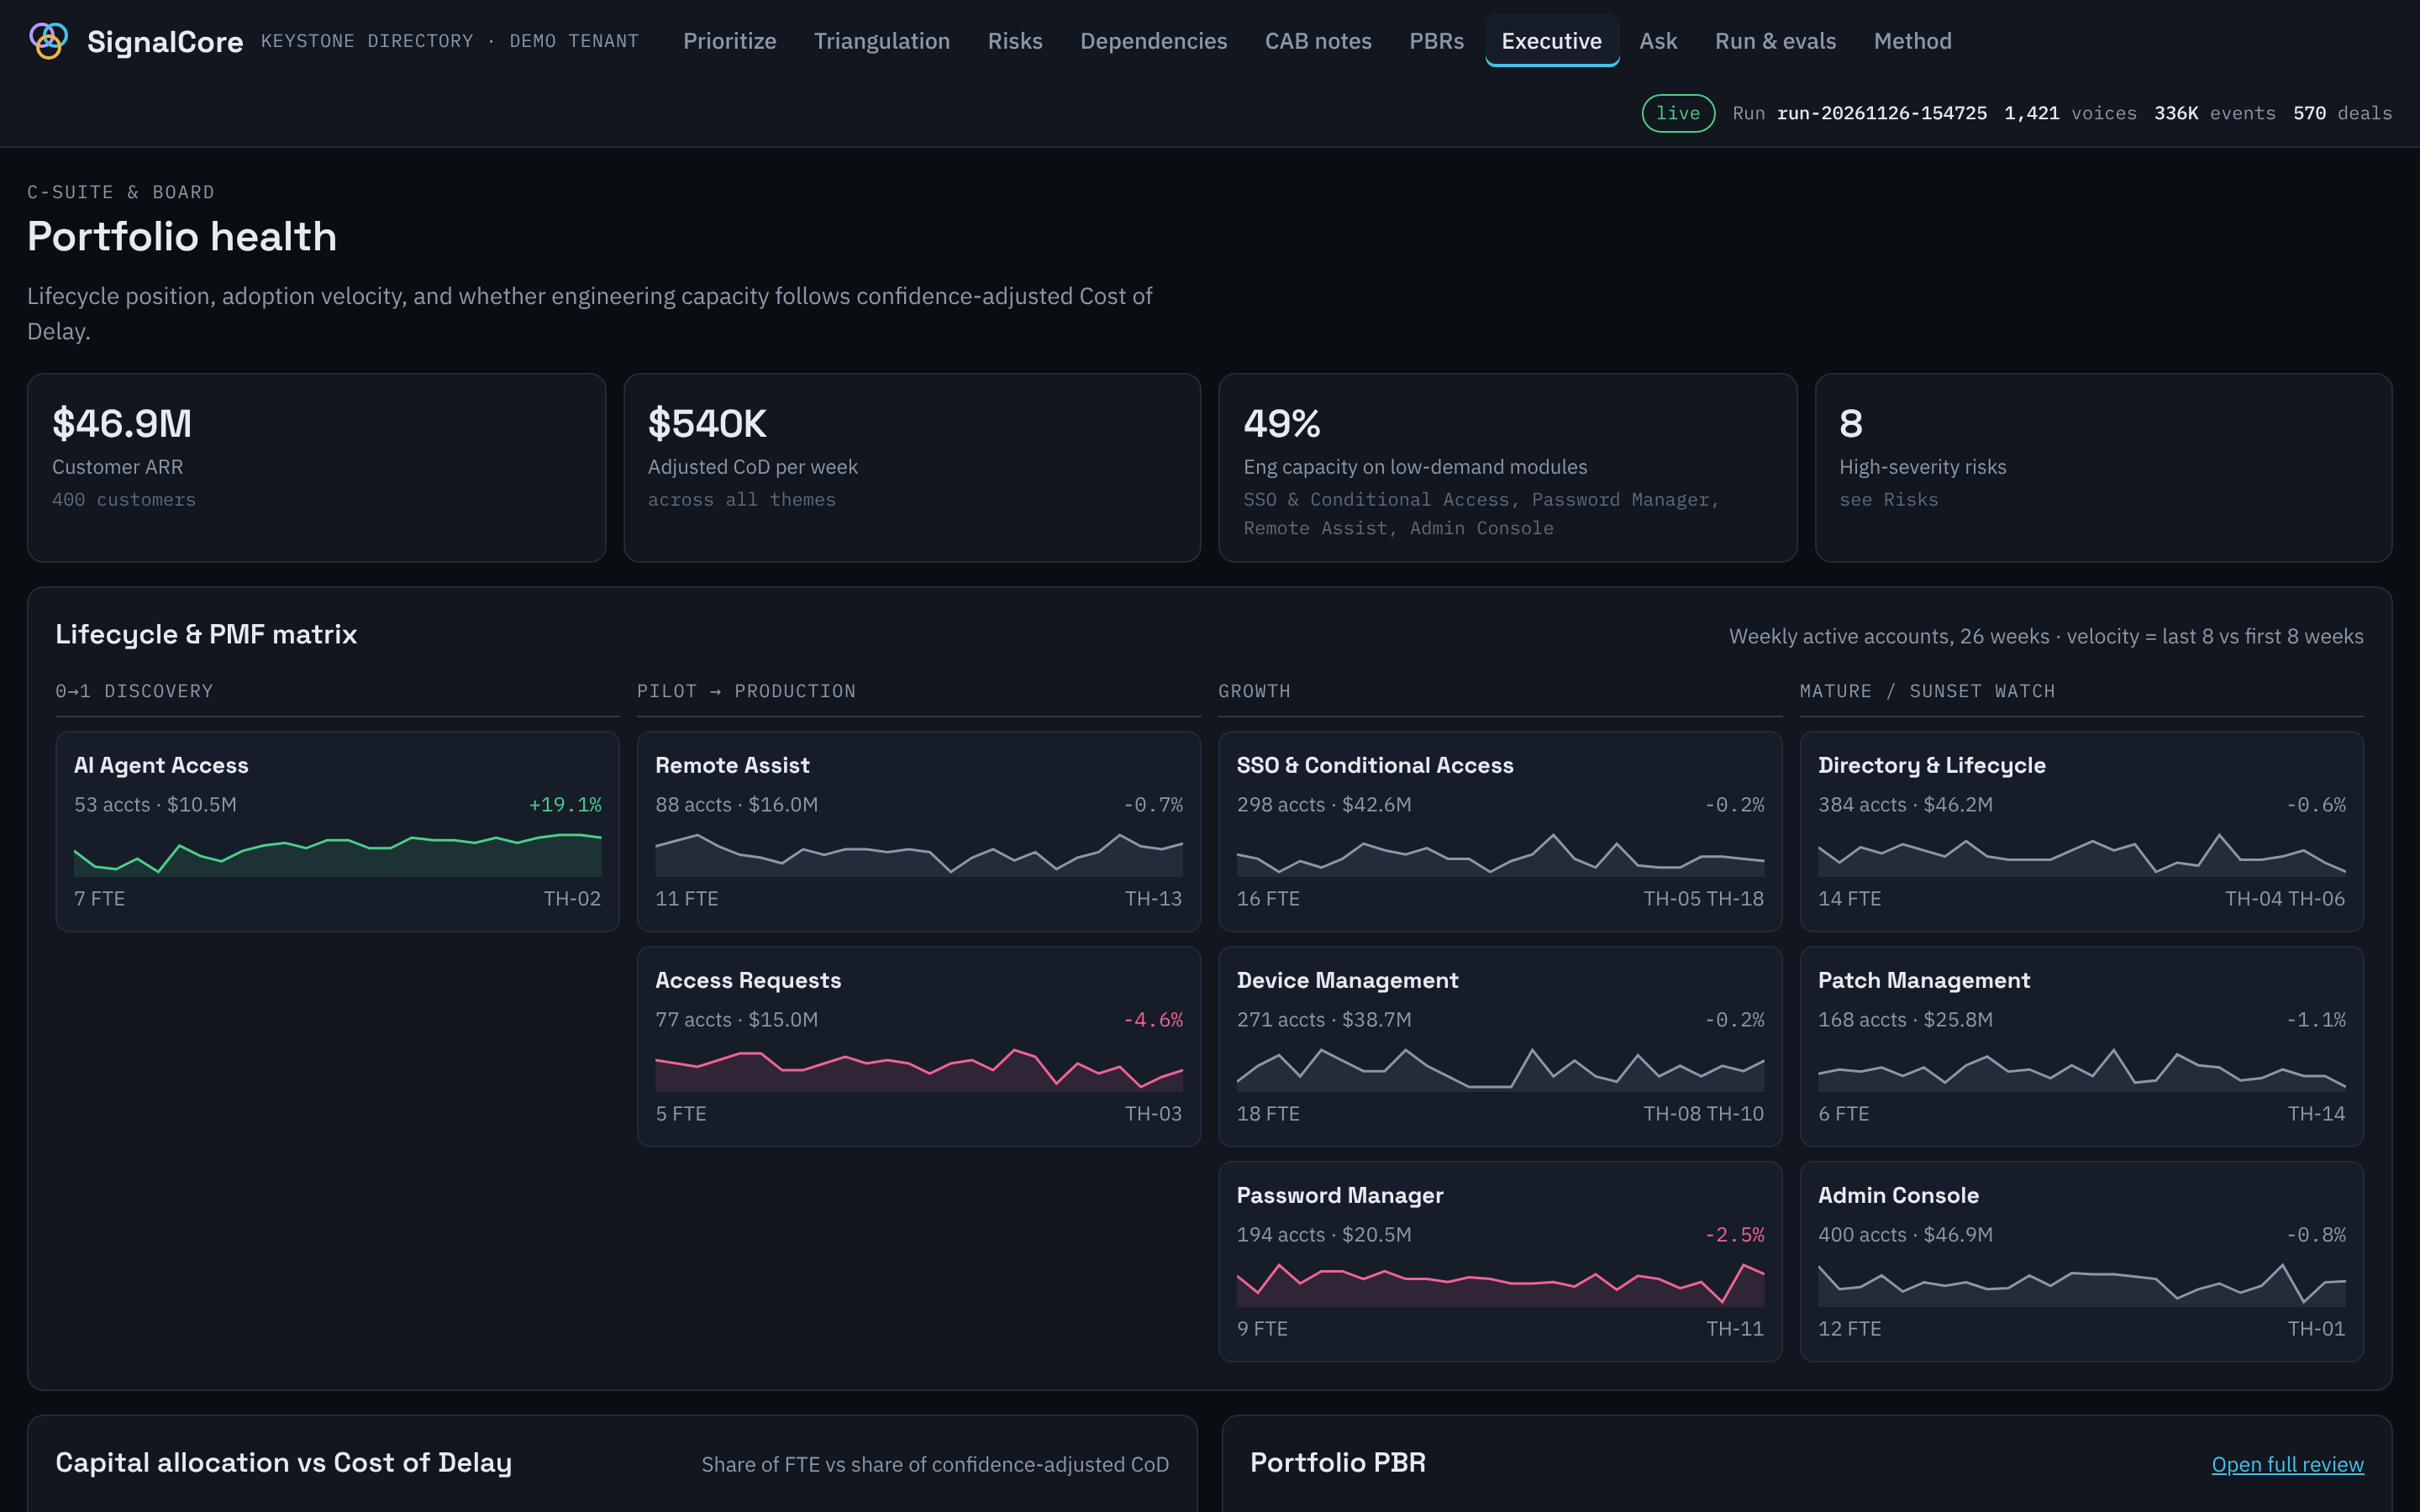 SignalCore KEYSTONE DIRECTORY · DEMO TENANT Prioritize Triangulation Risks Dependencies CAB notes PBRs Executive Ask Run & evals Method
live Run run-20261126-154725 1,421 voices 336K events 570 deals
C-SUITE & BOARD
Portfolio health
Lifecycle position, adoption velocity, and whether engineering capacity follows confidence-adjusted Cost of
Delay.
$46.9M
Customer ARR
400 customers
$540K
Adjusted CoD per week
across all themes
49%
Eng capacity on low-demand modules
SSO & Conditional Access, Password Manager,
Remote Assist, Admin Console
8
High-severity risks
see Risks
Lifecycle & PMF matrix
Weekly active accounts, 26 weeks · velocity = last 8 vs first 8 weeks
0→1 DISCOVERY
AI Agent Access
53 accts · $10.5M +19.1%
7 FTE TH-02
PILOT → PRODUCTION
Remote Assist
88 accts · $16.0M -0.7%
11 FTE TH-13
Access Requests
77 accts · $15.0M -4.6%
5 FTE TH-03
GROWTH
SSO & Conditional Access
298 accts · $42.6M -0.2%
16 FTE TH-05 TH-18
Device Management
271 accts · $38.7M -0.2%
18 FTE TH-08 TH-10
Password Manager
194 accts · $20.5M -2.5%
9 FTE TH-11
MATURE / SUNSET WATCH
Directory & Lifecycle
384 accts · $46.2M -0.6%
14 FTE TH-04 TH-06
Patch Management
168 accts · $25.8M -1.1%
6 FTE TH-14
Admin Console
400 accts · $46.9M -0.8%
12 FTE TH-01
Capital allocation vs Cost of Delay
Share of FTE vs share of confidence-adjusted CoD
Portfolio PBR
Open full review